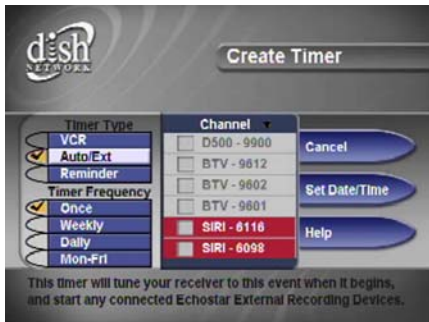 dish
NETWORK
Create Timer
Timer Type
VCR
Auto/Ext
Reminder
Timer Frequency
Once
Weekly
Daily
Mon-Fri
Channel
D500 - 9900
BTV - 9612
BTV - 9602
BTV - 9601
SIRI - 6116
SIRI - 6098
Cancel
Set Date/Time
Help
This timer will tune your receiver to this event when it begins,
and start any connected Echostar External Recording Devices.